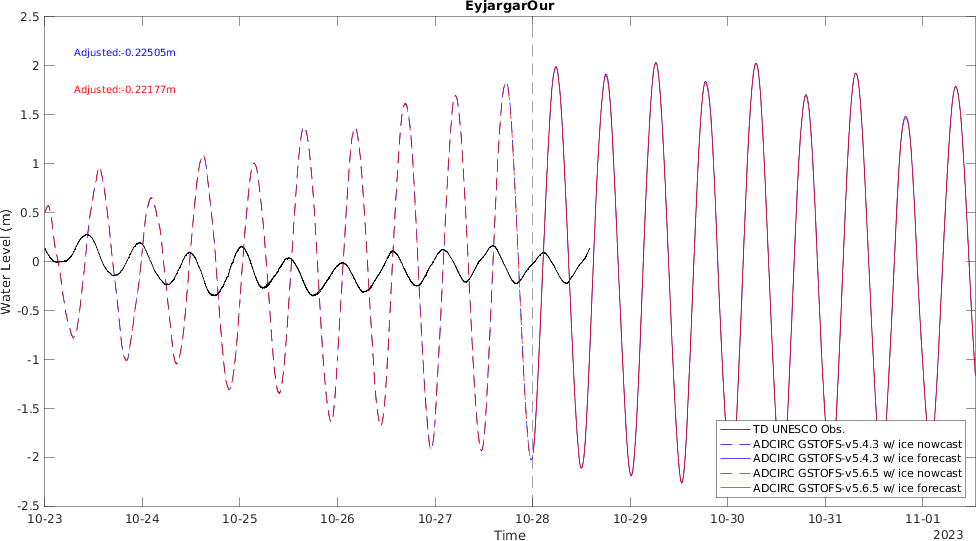 EyjargarOur
Adjusted:-0.22505m
Adjusted:-0.22177m
Water Level (m)
2.5
2
1.5
1
0.5
0
-0.5
-1
-1.5
-2
-2.5
TD UNESCO Obs.
ADCIRC GSTOFS-v5.4.3 w/ ice nowcast
ADCIRC GSTOFS-v5.4.3 w/ ice forecast
ADCIRC GSTOFS-v5.6.5 w/ ice nowcast
ADCIRC GSTOFS-v5.6.5 w/ ice forecast
10-23 10-24 10-25 10-26 10-27 10-28 10-29 10-30 10-31 11-01
Time
2023